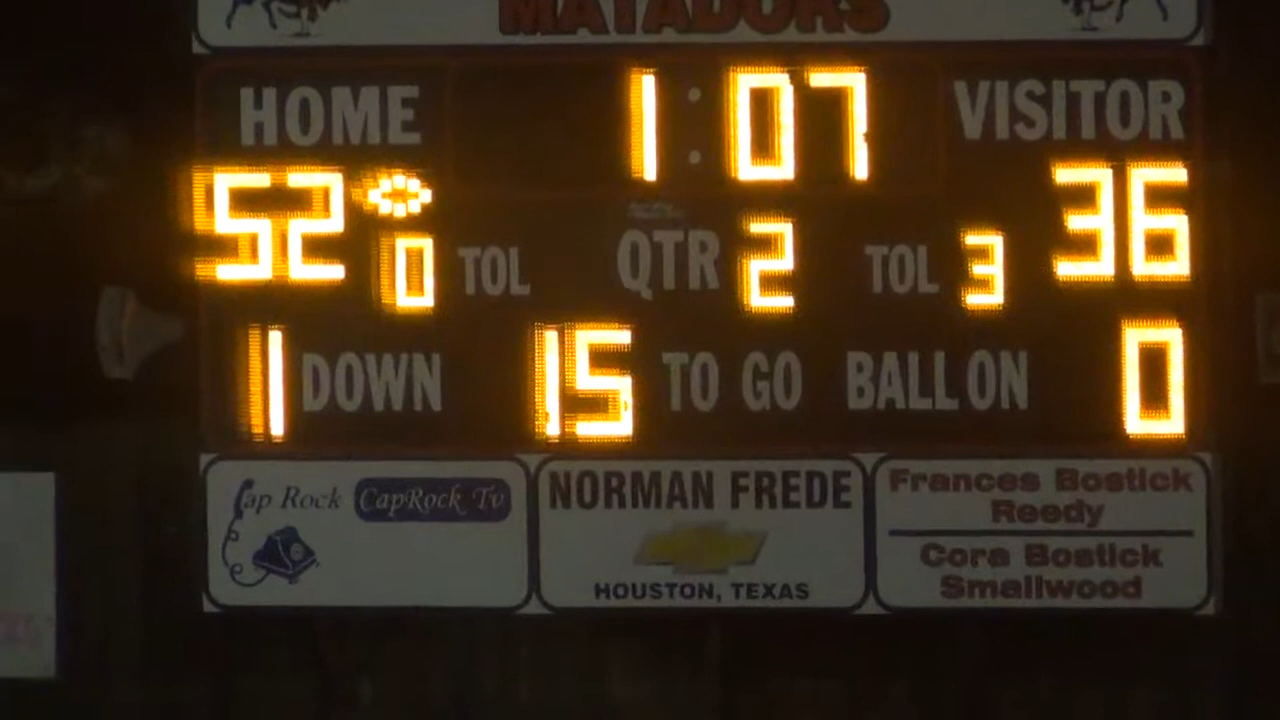 MATADORS
HOME 1:07 VISITOR
52 36
0 TOL QTR 2 TOL 3
1 DOWN 15 TO GO BALL ON 0
Cap Rock CapRock Tv
NORMAN FREDE
HOUSTON, TEXAS
Frances Bostick
Reedy
Cora Bostick
Smallwood